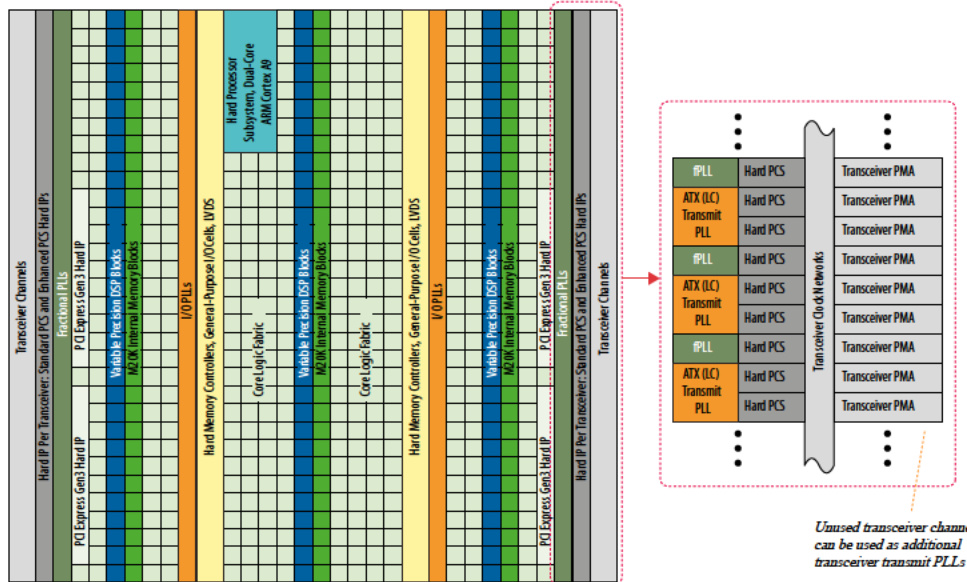 Transceiver Channels
Hard IP Per Transceiver: Standard PCS and Enhanced PCS Hard IPs
Fractional PLLs
PCI Express Gen3 Hard IP
PCI Express Gen3 Hard IP
Variable Precision DSP Blocks
M20K Internal Memory Blocks
I/O PLLs
Hard Memory Controllers, General-Purpose I/O Cells, LVDS
Hard Processor
Subsystem, Dual-Core
ARM Cortex A9
Core Logic Fabric
Variable Precision DSP Blocks
M20K Internal Memory Blocks
Core Logic Fabric
Hard Memory Controllers, General-Purpose I/O Cells, LVDS
I/O PLLs
Variable Precision DSP Blocks
M20K Internal Memory Blocks
PCI Express Gen3 Hard IP
PCI Express Gen3 Hard IP
Fractional PLLs
Hard IP Per Transceiver: Standard PCS and Enhanced PCS Hard IPs
Transceiver Channels
fPLL
ATX (LC)
Transmit
PLL
fPLL
ATX (LC)
Transmit
PLL
fPLL
ATX (LC)
Transmit
PLL
Hard PCS
Hard PCS
Hard PCS
Hard PCS
Hard PCS
Hard PCS
Hard PCS
Hard PCS
Hard PCS
Transceiver Clock Networks
Transceiver PMA
Transceiver PMA
Transceiver PMA
Transceiver PMA
Transceiver PMA
Transceiver PMA
Transceiver PMA
Transceiver PMA
Transceiver PMA
Unused transceiver
can be used as additional
transceiver transmit PLLs